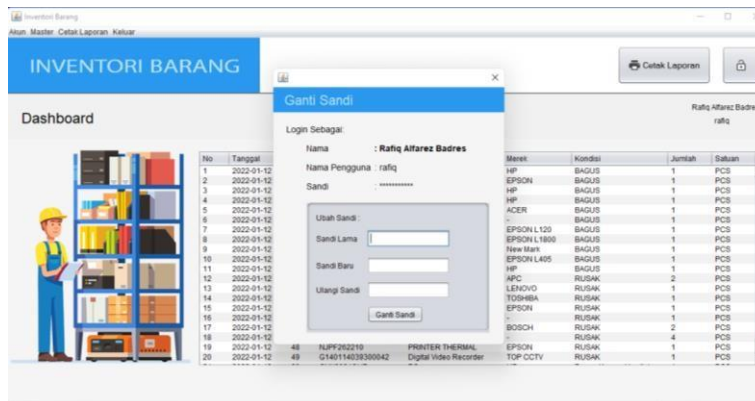 Inventori Barang
Akun Master Cetak Laporan Keluar
INVENTORI BARANG
Cetak Laporan
Dashboard
Rafiq Alfarez Badre
rafiq
Ganti Sandi
Login Sebagai:
Nama : Rafiq Alfarez Badres
Nama Pengguna : rafiq
Sandi : ***********
Ubah Sandi :
Sandi Lama
Sandi Baru
Ulangi Sandi
Ganti Sandi
No Tanggal Merek Kondisi Jumlah Satuan
1 2022-01-12 HP BAGUS 1 PCS
2 2022-01-12 EPSON BAGUS 1 PCS
3 2022-01-12 HP BAGUS 1 PCS
4 2022-01-12 HP BAGUS 1 PCS
5 2022-01-12 ACER BAGUS 1 PCS
6 2022-01-12 - BAGUS 1 PCS
7 2022-01-12 EPSON L120 BAGUS 1 PCS
8 2022-01-12 EPSON L1800 BAGUS 1 PCS
9 2022-01-12 New Mark BAGUS 1 PCS
10 2022-01-12 EPSON L405 BAGUS 1 PCS
11 2022-01-12 HP BAGUS 1 PCS
12 2022-01-12 APC RUSAK 2 PCS
13 2022-01-12 LENOVO RUSAK 1 PCS
14 2022-01-12 TOSHIBA RUSAK 1 PCS
15 2022-01-12 EPSON RUSAK 1 PCS
16 2022-01-12 - RUSAK 1 PCS
17 2022-01-12 BOSCH RUSAK 2 PCS
18 2022-01-12 - RUSAK 4 PCS
19 2022-01-12 48 NJPF262210 PRINTER THERMAL EPSON RUSAK 1 PCS
20 2022-01-12 49 G140114039300042 Digital Video Recorder TOP CCTV RUSAK 1 PCS